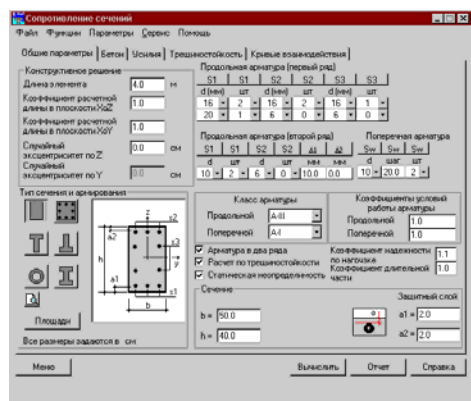 Сопротивление сечений
Файл Функции Параметры Сервис Помощь
Общие параметры Бетон Усилия Трещиностойкость Кривые взаимодействия
Конструктивное решение
Длина элемента 4.0 м
Коэффициент расчетной длины в плоскости XoZ 1.0
Коэффициент расчетной длины в плоскости XoY 1.0
Случайный эксцентриситет по Z 0.0 см
Случайный эксцентриситет по Y 0.0 см
Продольная арматура (первый ряд)
S1 S1 S2 S2 S3 S3
d (мм) шт d (мм) шт d (мм) шт
16 2 16 2 16 1
20 1 6 0 6 0
Продольная арматура (второй ряд) Поперечная арматура
S1 S1 S2 S2 Δ1 Δ2 Sw Sw Sw
d шт d шт мм мм d шаг шт
10 2 6 0 10.0 0.0 10 20.0 2
Тип сечения и армирования
z
s2
a2
s3
h
y
a1
s1
b
Площади
Все размеры задаются в см
Класс арматуры
Продольной A-III
Поперечной A-I
Коэффициенты условий работы арматуры
Продольной 1.0
Поперечной 1.0
Арматура в два ряда
Расчет по трещиностойкости
Статическая неопределимость
Коэффициент надежности по нагрузке 1.1
Коэффициент длительной части 1.0
Сечение
b = 50.0
h = 40.0
Защитный слой
a1 = 2.0
a2 = 2.0
Меню Вычислить Отчет Справка